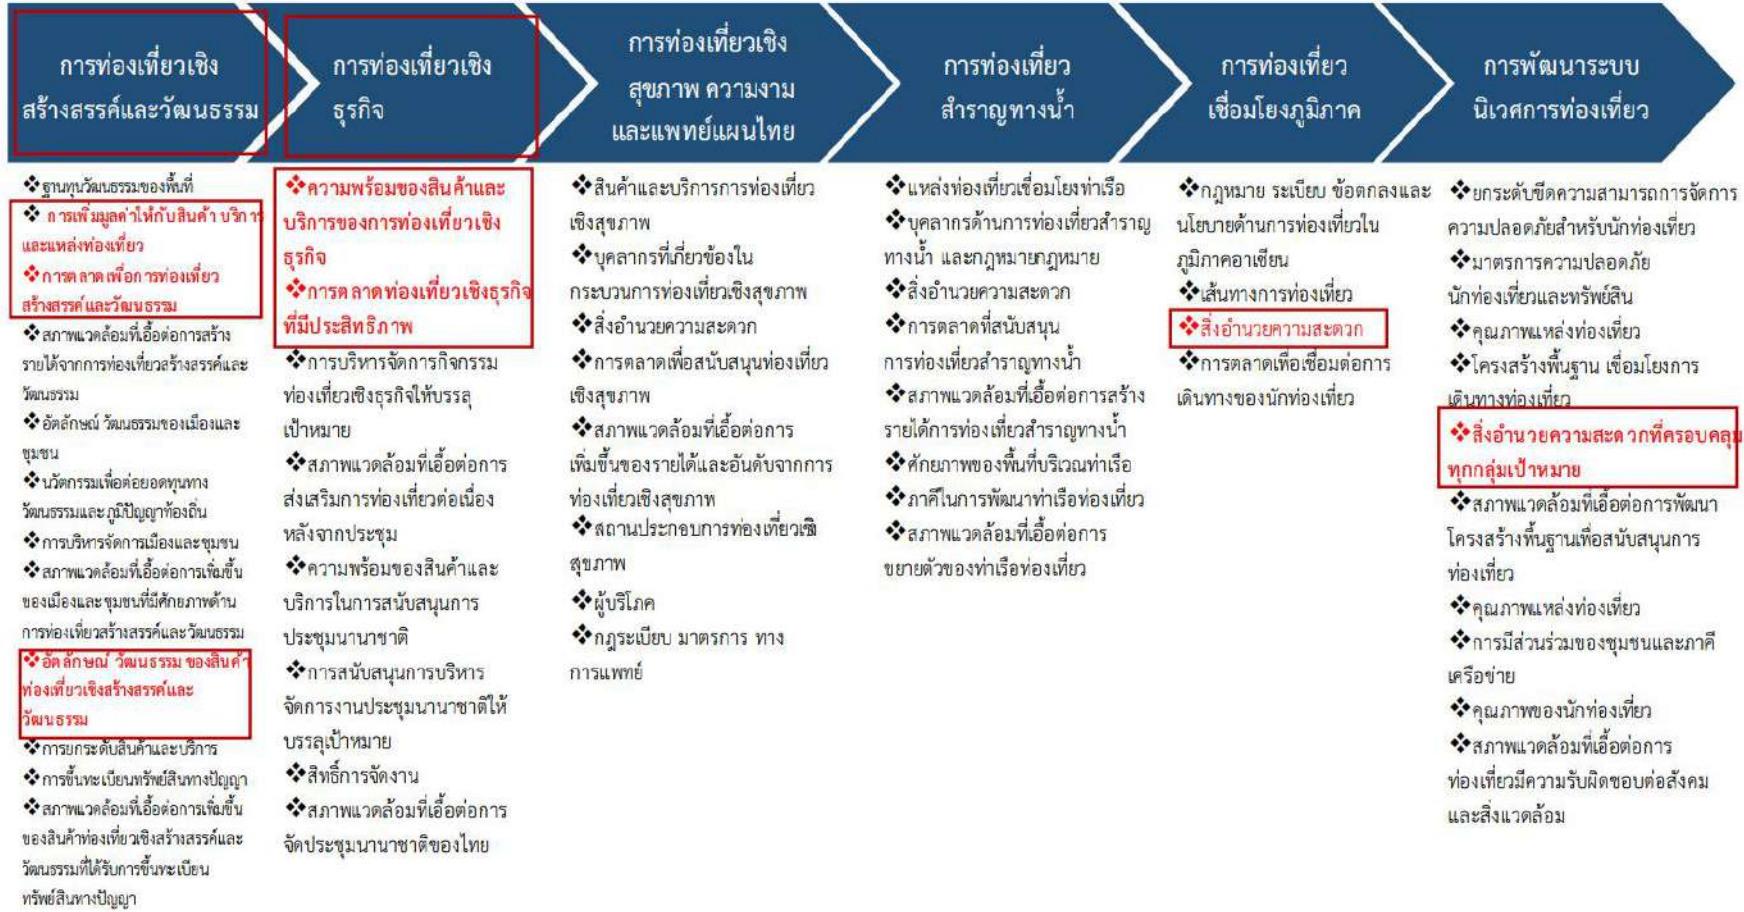 การท่องเที่ยวเชิง
สร้างสรรค์และวัฒนธรรม
การท่องเที่ยวเชิง
ธุรกิจ
การท่องเที่ยวเชิง
สุขภาพ ความงาม
และแพทย์แผนไทย
การท่องเที่ยว
สำราญทางน้ำ
การท่องเที่ยว
เชื่อมโยงภูมิภาค
การพัฒนาระบบ
นิเวศการท่องเที่ยว
❖ฐานทุนวัฒนธรรมของพื้นที่
❖ การเพิ่มมูลค่าให้กับสินค้า บริการ
และแหล่งท่องเที่ยว
❖การตลาดเพื่อการท่องเที่ยว
สร้างสรรค์และวัฒนธรรม
❖สภาพแวดล้อมที่เอื้อต่อการสร้าง
รายได้จากการท่องเที่ยวสร้างสรรค์และ
วัฒนธรรม
❖อัตลักษณ์ วัฒนธรรมของเมืองและ
ชุมชน
❖นวัตกรรมเพื่อต่อยอดทุนทาง
วัฒนธรรมและภูมิปัญญาท้องถิ่น
❖การบริหารจัดการเมืองและชุมชน
❖สภาพแวดล้อมที่เอื้อต่อการเพิ่มขึ้น
ของเมืองและชุมชนที่มีศักยภาพด้าน
การท่องเที่ยวสร้างสรรค์และวัฒนธรรม
❖อัตลักษณ์ วัฒนธรรม ของสินค้า
ท่องเที่ยวเชิงสร้างสรรค์และ
วัฒนธรรม
❖การยกระดับสินค้าและบริการ
❖การขึ้นทะเบียนทรัพย์สินทางปัญญา
❖สภาพแวดล้อมที่เอื้อต่อการเพิ่มขึ้น
ของสินค้าท่องเที่ยวเชิงสร้างสรรค์และ
วัฒนธรรมที่ได้รับการขึ้นทะเบียน
ทรัพย์สินทางปัญญา
❖ความพร้อมของสินค้าและ
บริการของการท่องเที่ยวเชิง
ธุรกิจ
❖การตลาดท่องเที่ยวเชิงธุรกิจ
ที่มีประสิทธิภาพ
❖การบริหารจัดการกิจกรรม
ท่องเที่ยวเชิงธุรกิจให้บรรลุ
เป้าหมาย
❖สภาพแวดล้อมที่เอื้อต่อการ
ส่งเสริมการท่องเที่ยวต่อเนื่อง
หลังจากประชุม
❖ความพร้อมของสินค้าและ
บริการในการสนับสนุนการ
ประชุมนานาชาติ
❖การสนับสนุนการบริหาร
จัดการงานประชุมนานาชาติให้
บรรลุเป้าหมาย
❖สิทธิ์การจัดงาน
❖สภาพแวดล้อมที่เอื้อต่อการ
จัดประชุมนานาชาติของไทย
❖สินค้าและบริการการท่องเที่ยว
เชิงสุขภาพ
❖บุคลากรที่เกี่ยวข้องใน
กระบวนการท่องเที่ยวเชิงสุขภาพ
❖สิ่งอำนวยความสะดวก
❖การตลาดเพื่อสนับสนุนท่องเที่ยว
เชิงสุขภาพ
❖สภาพแวดล้อมที่เอื้อต่อการ
เพิ่มขึ้นของรายได้และอันดับจากการ
ท่องเที่ยวเชิงสุขภาพ
❖สถานประกอบการท่องเที่ยวเชิ
สุขภาพ
❖ผู้บริโภค
❖กฎระเบียบ มาตรการ ทาง
การแพทย์
❖แหล่งท่องเที่ยวเชื่อมโยงท่าเรือ
❖บุคลากรด้านการท่องเที่ยวสำราญ
ทางน้ำ และกฎหมายกฎหมาย
❖สิ่งอำนวยความสะดวก
❖การตลาดที่สนับสนุน
การท่องเที่ยวสำราญทางน้ำ
❖สภาพแวดล้อมที่เอื้อต่อการสร้าง
รายได้การท่องเที่ยวสำราญทางน้ำ
❖ศักยภาพของพื้นที่บริเวณท่าเรือ
❖ภาคีในการพัฒนาท่าเรือท่องเที่ยว
❖สภาพแวดล้อมที่เอื้อต่อการ
ขยายตัวของท่าเรือท่องเที่ยว
❖กฎหมาย ระเบียบ ข้อตกลงและ
นโยบายด้านการท่องเที่ยวใน
ภูมิภาคอาเซียน
❖เส้นทางการท่องเที่ยว
❖สิ่งอำนวยความสะดวก
❖การตลาดเพื่อเชื่อมต่อการ
เดินทางของนักท่องเที่ยว
❖ยกระดับขีดความสามารถการจัดการ
ความปลอดภัยสำหรับนักท่องเที่ยว
❖มาตรการความปลอดภัย
นักท่องเที่ยวและทรัพย์สิน
❖คุณภาพแหล่งท่องเที่ยว
❖โครงสร้างพื้นฐาน เชื่อมโยงการ
เดินทางท่องเที่ยว
❖สิ่งอำนวยความสะดวกที่ครอบคลุม
ทุกกลุ่มเป้าหมาย
❖สภาพแวดล้อมที่เอื้อต่อการพัฒนา
โครงสร้างพื้นฐานเพื่อสนับสนุนการ
ท่องเที่ยว
❖คุณภาพแหล่งท่องเที่ยว
❖การมีส่วนร่วมของชุมชนและภาคี
เครือข่าย
❖คุณภาพของนักท่องเที่ยว
❖สภาพแวดล้อมที่เอื้อต่อการ
ท่องเที่ยวมีความรับผิดชอบต่อสังคม
และสิ่งแวดล้อม